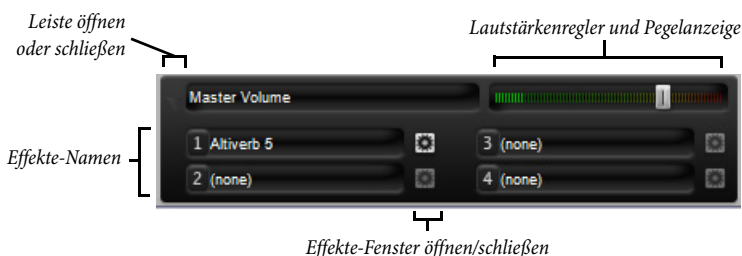 Leiste öffnen
oder schließen
Lautstärkenregler und Pegelanzeige
Master Volume
Effekte-Namen
1 Altiverb 5
3 (none)
2 (none)
4 (none)
Effekte-Fenster öffnen/schließen